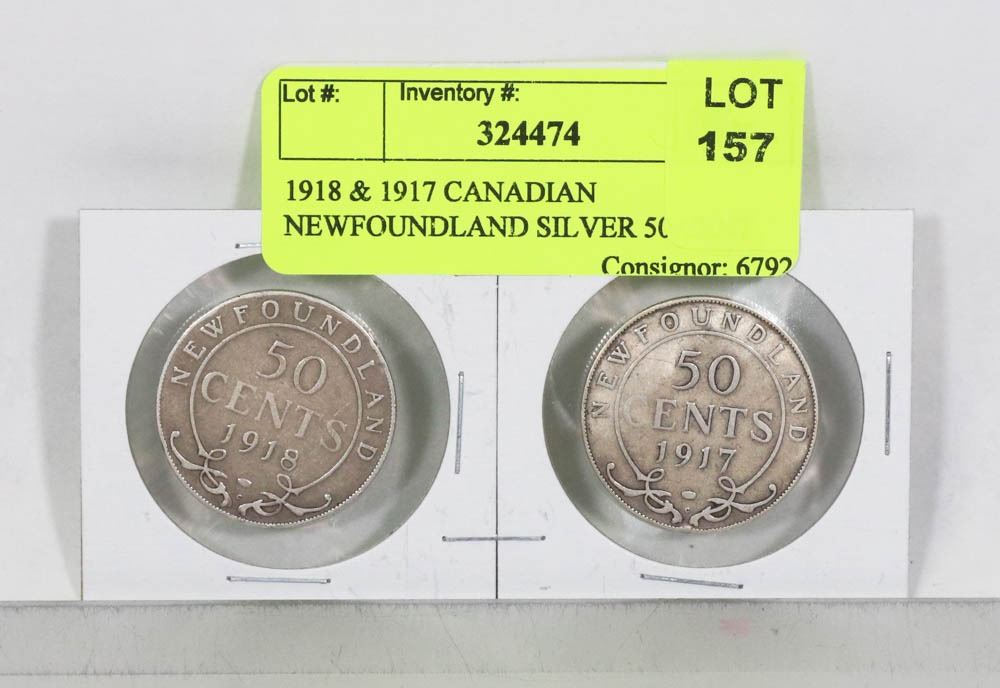 Lot #:
Inventory #:
324474
LOT
157
1918 & 1917 CANADIAN
NEWFOUNDLAND SILVER 50
Consignor: 6792
NEWFOUNDLAND
50
CENTS
1918
NEWFOUNDLAND
50
CENTS
1917